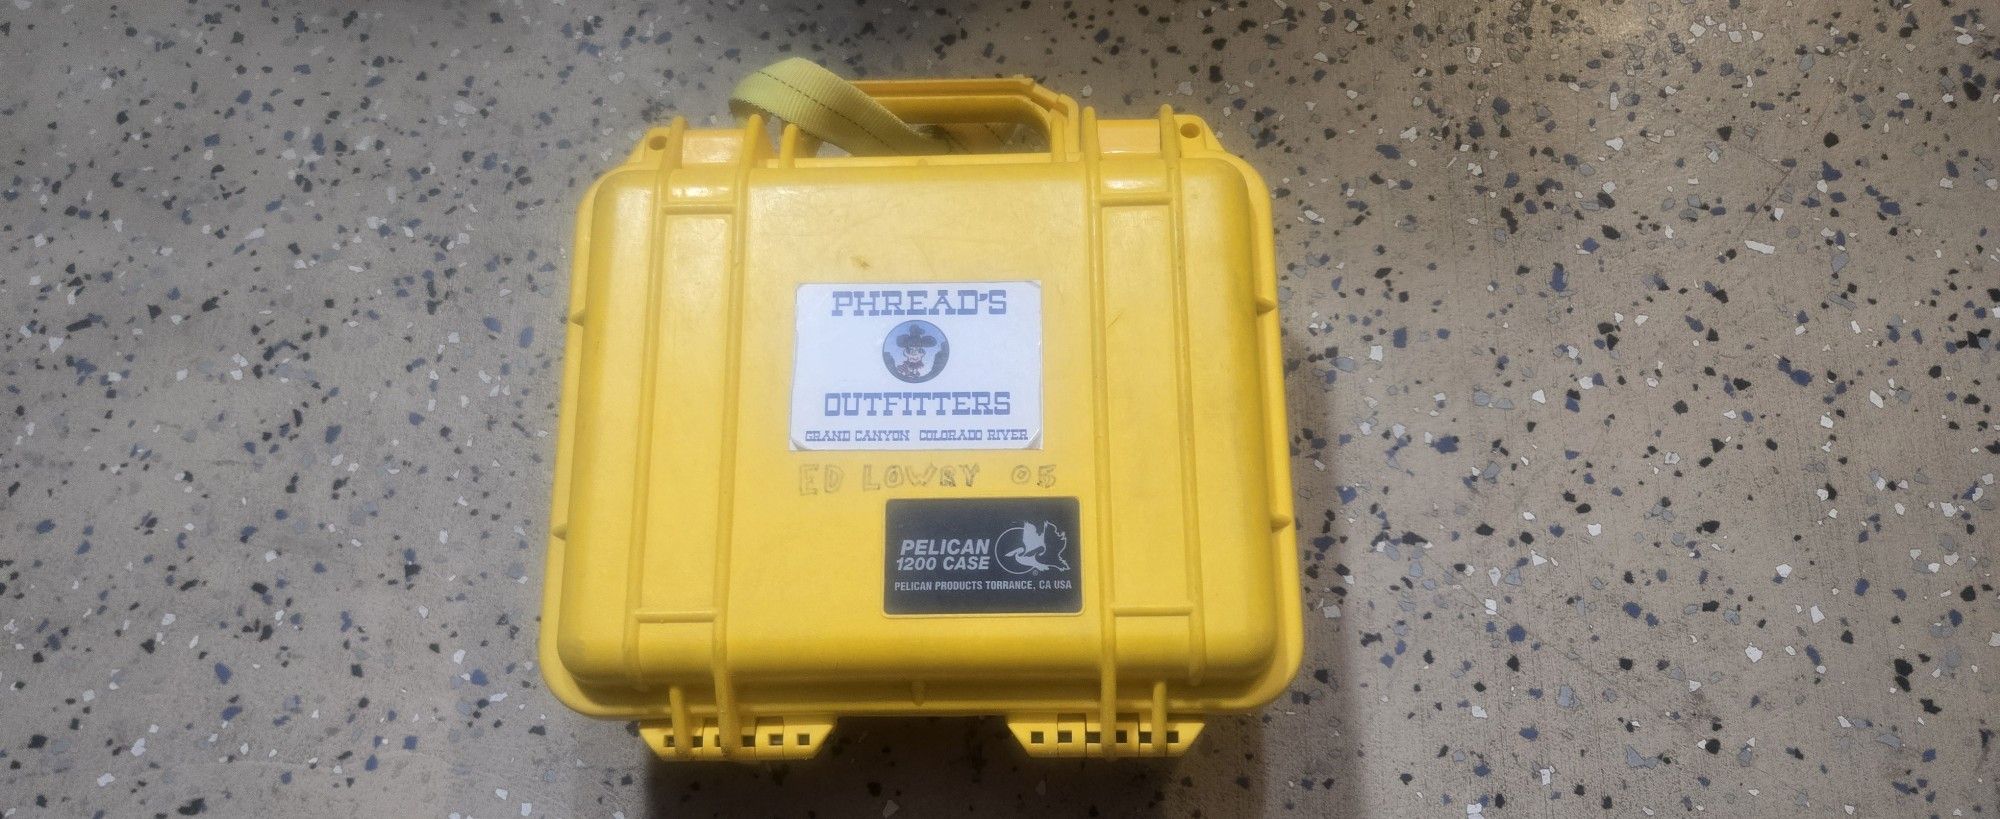 PHREAD'S
OUTFITTERS
GRAND CANYON COLORADO RIVER
ED LOWRY 05
PELICAN
1200 CASE
PELICAN PRODUCTS TORRANCE, CA USA